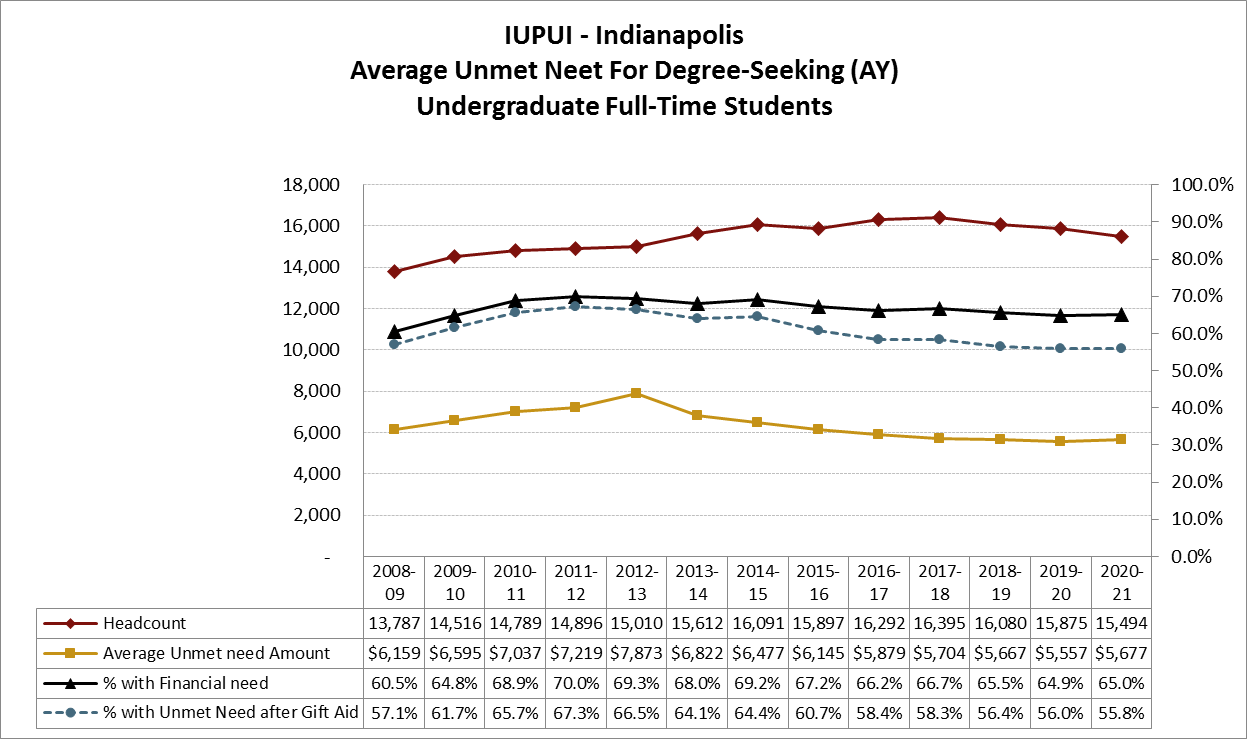 IUPUI - Indianapolis
Average Unmet Neet For Degree-Seeking (AY)
Undergraduate Full-Time Students
18,000 100.0%
16,000 90.0%
14,000 80.0%
12,000 70.0%
10,000 60.0%
8,000 50.0%
6,000 40.0%
4,000 30.0%
2,000 20.0%
- 10.0%
0.0%
2008- 2009- 2010- 2011- 2012- 2013- 2014- 2015- 2016- 2017- 2018- 2019- 2020-
09 10 11 12 13 14 15 16 17 18 19 20 21
Headcount 13,787 14,516 14,789 14,896 15,010 15,612 16,091 15,897 16,292 16,395 16,080 15,875 15,494
Average Unmet need Amount $6,159 $6,595 $7,037 $7,219 $7,873 $6,822 $6,477 $6,145 $5,879 $5,704 $5,667 $5,557 $5,677
% with Financial need 60.5% 64.8% 68.9% 70.0% 69.3% 68.0% 69.2% 67.2% 66.2% 66.7% 65.5% 64.9% 65.0%
% with Unmet Need after Gift Aid 57.1% 61.7% 65.7% 67.3% 66.5% 64.1% 64.4% 60.7% 58.4% 58.3% 56.4% 56.0% 55.8%